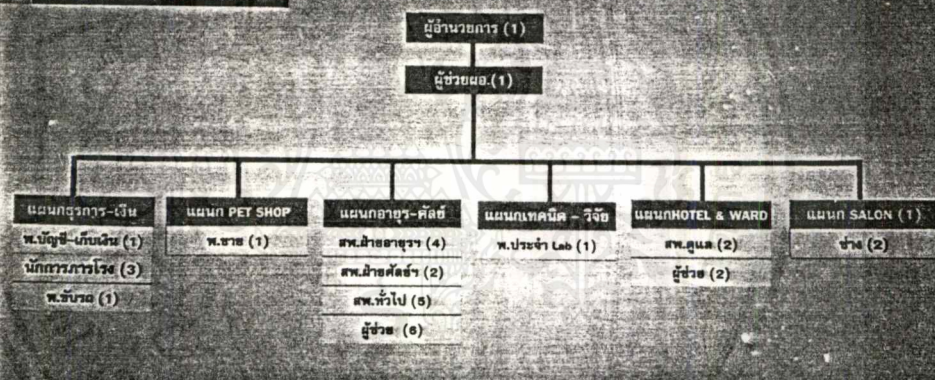 ผู้อำนวยการ (1)
ผู้ช่วยผอ.(1)
แผนกธุรการ-เงิน
พ.บัญชี-เก็บเงิน (1)
นักการภารโรง (3)
พ.ขับรถ (1)
แผนก PET SHOP
พ.ขาย (1)
แผนกอายุร-ศัลย์
สพ.ฝ่ายอายุรฯ (4)
สพ.ฝ่ายศัลย์ฯ (2)
สพ.ทั่วไป (5)
ผู้ช่วย (6)
แผนกเทคนิค - วิจัย
พ.ประจำ Lab (1)
แผนกHOTEL & WARD
สพ.ดูแล (2)
ผู้ช่วย (2)
แผนก SALON (1)
ช่าง (2)